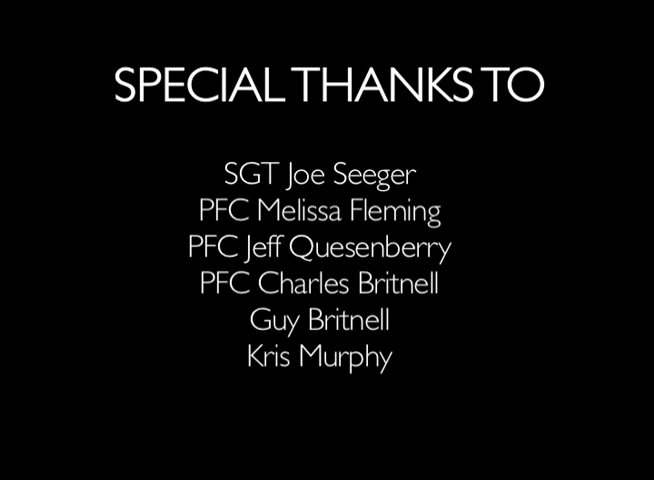 SPECIAL THANKS TO
SGT Joe Seeger
PFC Melissa Fleming
PFC Jeff Quesenberry
PFC Charles Britnell
Guy Britnell
Kris Murphy